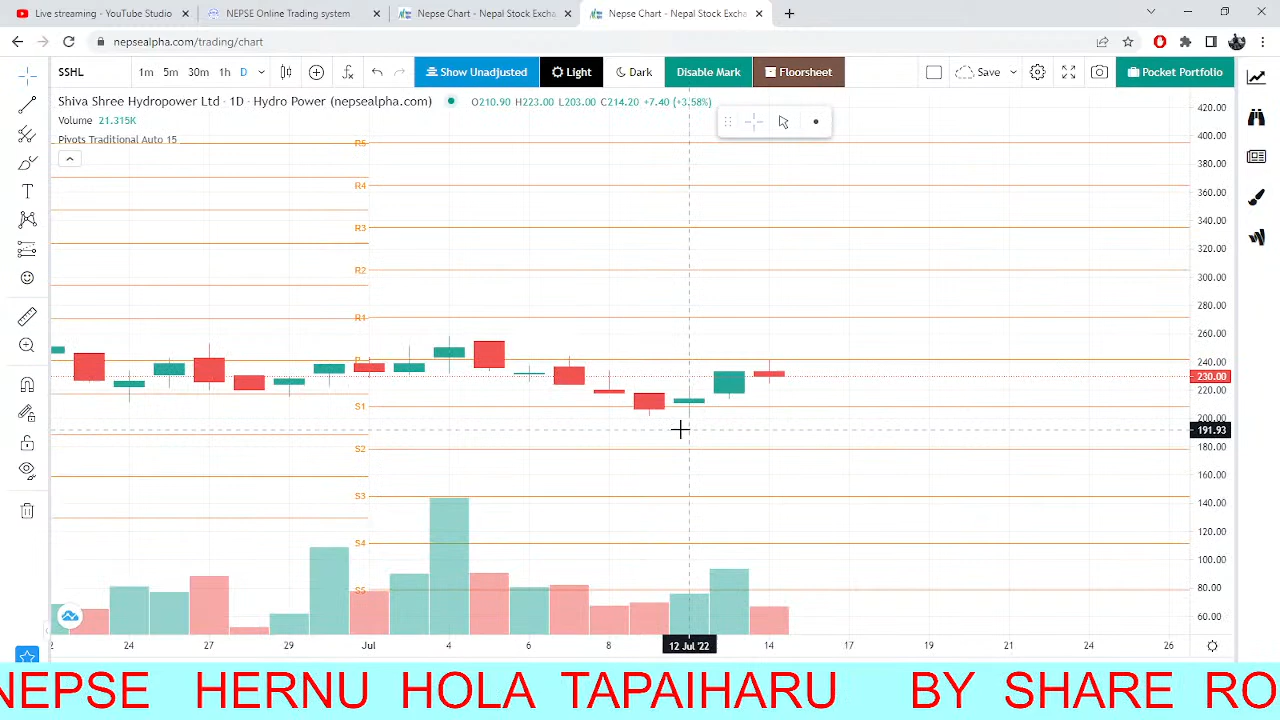 Live streaming - YouTube Studio
NEPSE Online Trading system
Nepse Chart - Nepal Stock Excha
Nepse Chart - Nepal Stock Excha
nepsealpha.com/trading/chart
SSHL 1m 5m 30m 1h D Show Unadjusted Light Dark Disable Mark Floorsheet Save Pocket Portfolio
Shiva Shree Hydropower Ltd · 1D · Hydro Power (nepsealpha.com) O210.90 H223.00 L203.00 C214.20 +7.40 (+3.58%)
Volume 21.315K
Pivots Traditional Auto 15
R5
R4
R3
R2
R1
P
S1
S2
S3
S4
S5
420.00
400.00
380.00
360.00
340.00
320.00
300.00
280.00
260.00
240.00
230.00
220.00
200.00
191.93
180.00
160.00
140.00
120.00
100.00
80.00
60.00
2 24 27 29 Jul 4 6 8 12 Jul '22 14 17 19 21 24 26
NEPSE HERNU HOLA TAPAIHARU BY SHARE RO